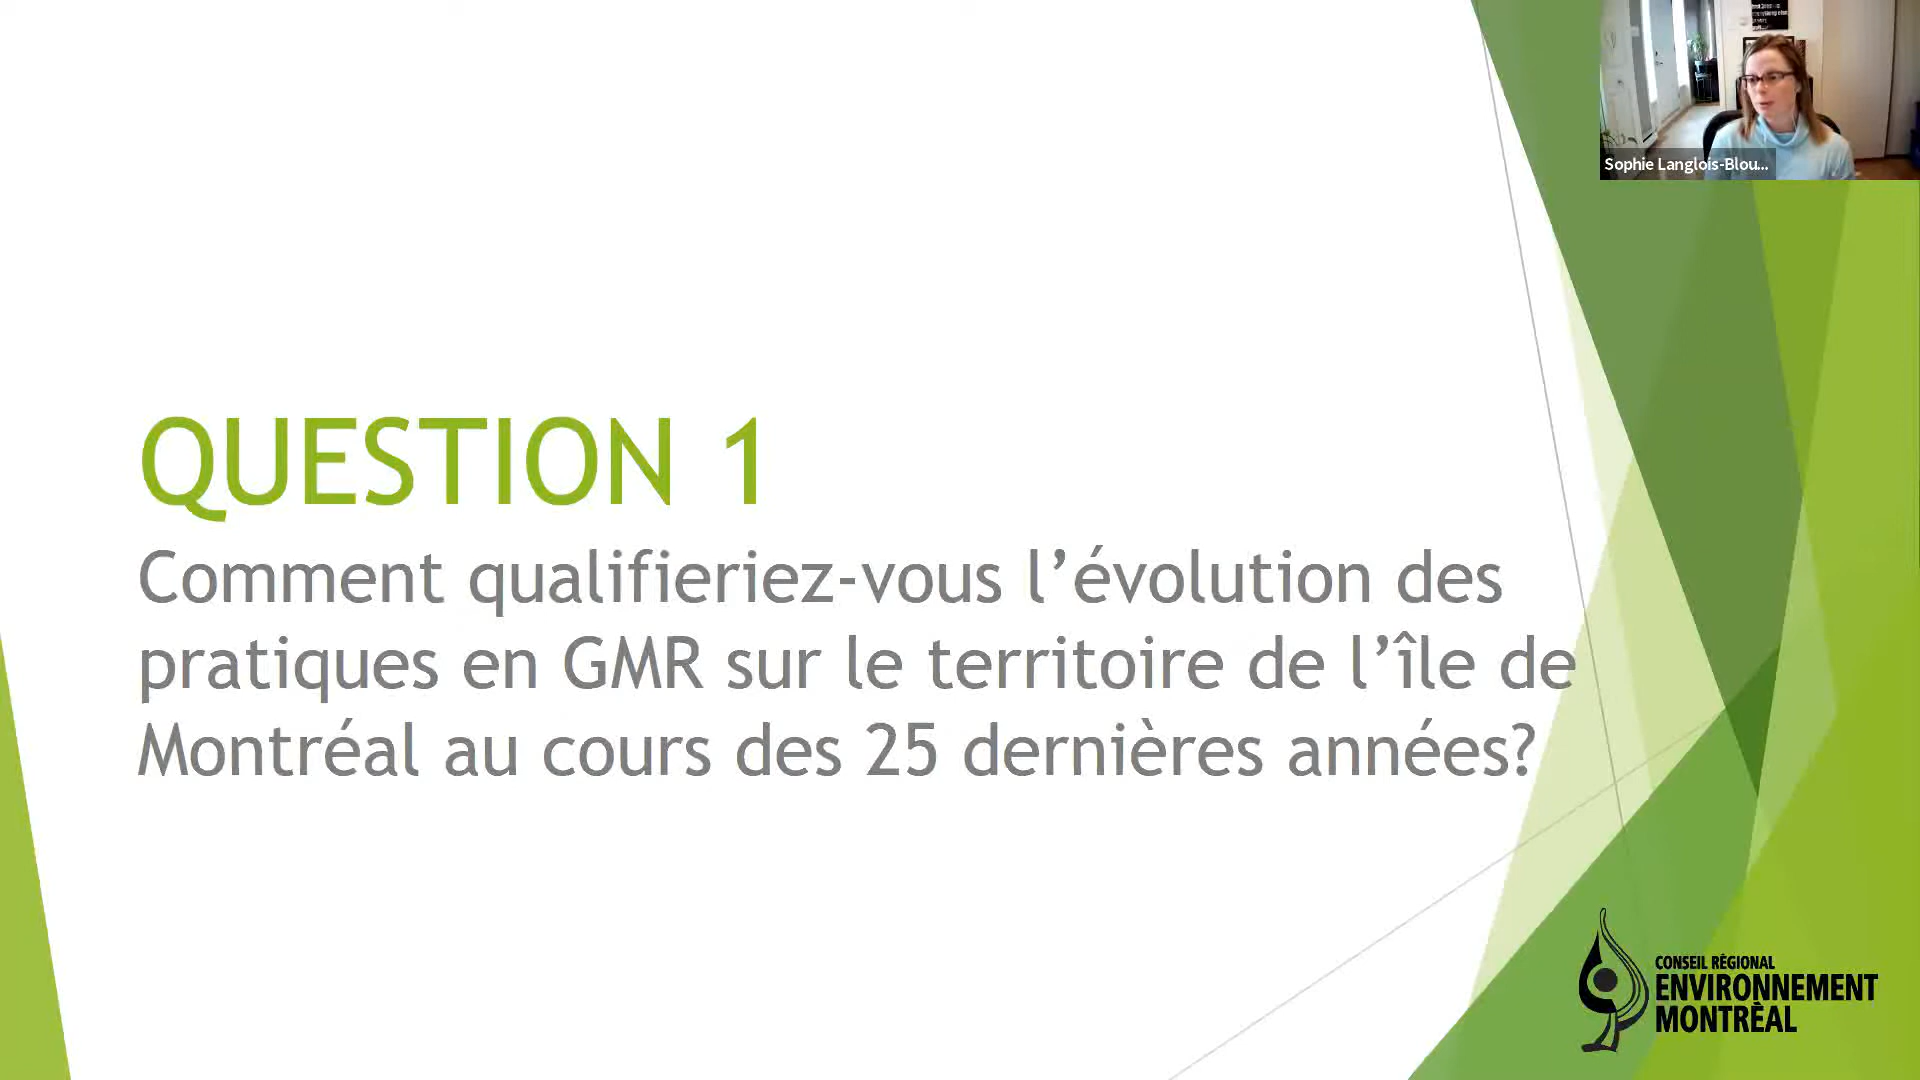 Sophie Langlois-Blou...
QUESTION 1
Comment qualifieriez-vous l’évolution des
pratiques en GMR sur le territoire de l’île de
Montréal au cours des 25 dernières années?
CONSEIL RÉGIONAL
ENVIRONNEMENT
MONTRÉAL